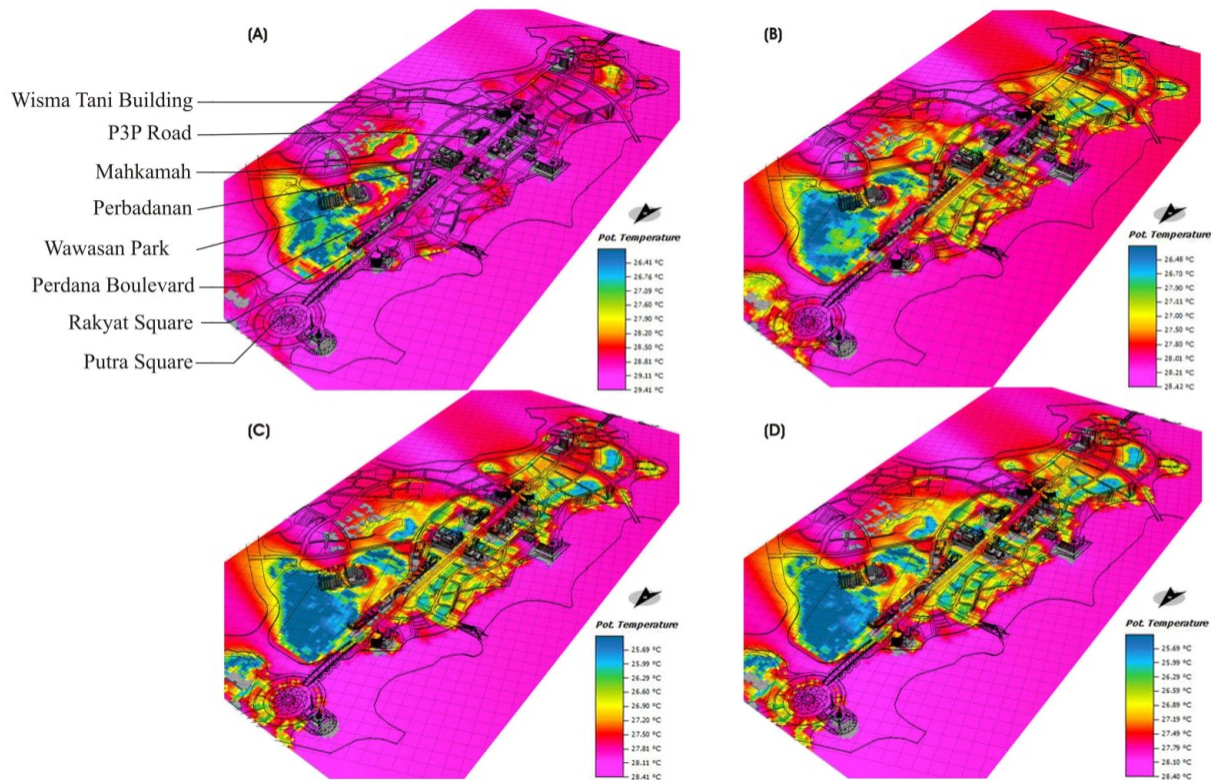 (A)
Wisma Tani Building
P3P Road
Mahkamah
Perbadanan
Wawasan Park
Perdana Boulevard
Rakyat Square
Putra Square
Pot. Temperature
26.41 °C
26.76 °C
27.09 °C
27.60 °C
27.90 °C
28.20 °C
28.50 °C
28.81 °C
29.11 °C
29.41 °C
(B)
Pot. Temperature
26.48 °C
26.70 °C
27.11 °C
27.00 °C
27.80 °C
28.01 °C
28.21 °C
28.42 °C
(C)
Pot. Temperature
25.69 °C
25.99 °C
26.29 °C
26.60 °C
26.90 °C
27.20 °C
27.50 °C
27.81 °C
28.11 °C
28.41 °C
(D)
Pot. Temperature
25.69 °C
25.99 °C
26.29 °C
26.59 °C
26.89 °C
27.19 °C
27.49 °C
27.79 °C
28.10 °C
28.40 °C